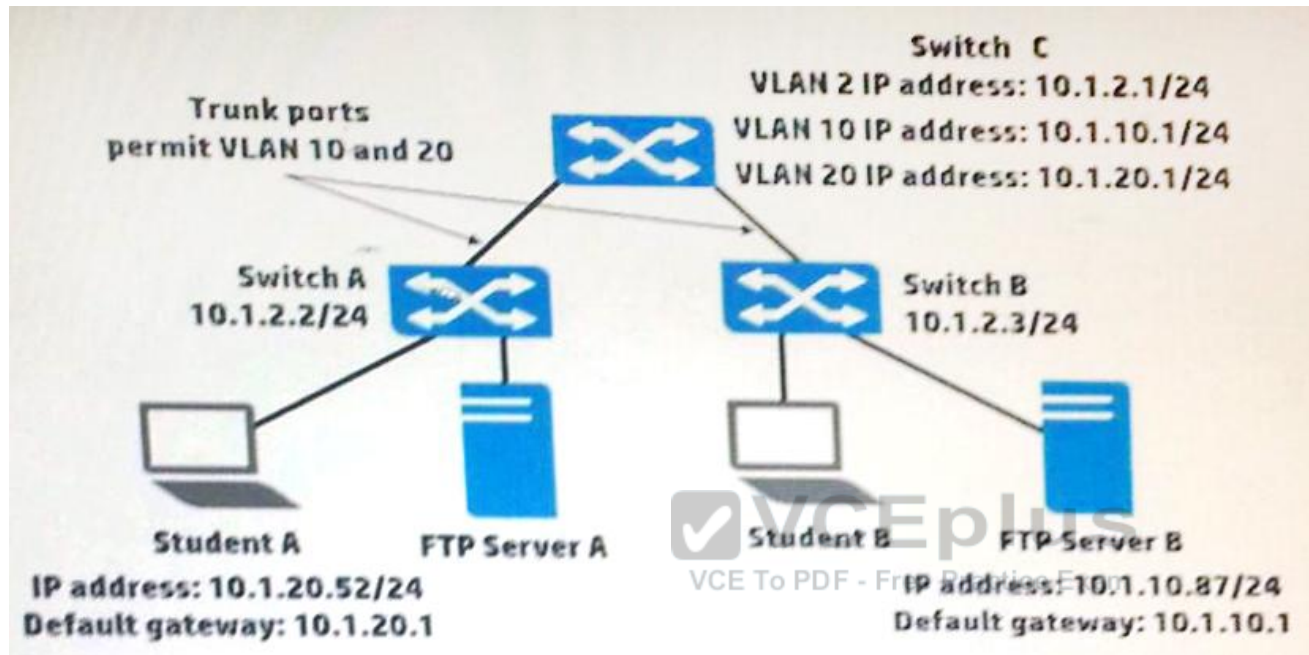 Switch C
VLAN 2 IP address: 10.1.2.1/24
VLAN 10 IP address: 10.1.10.1/24
VLAN 20 IP address: 10.1.20.1/24
Trunk ports
permit VLAN 10 and 20
Switch A
10.1.2.2/24
Switch B
10.1.2.3/24
Student A
IP address: 10.1.20.52/24
Default gateway: 10.1.20.1
FTP Server A
Student B
FTP Server B
IP address: 10.1.10.87/24
Default gateway: 10.1.10.1
VCEplus
VCE To PDF - Free